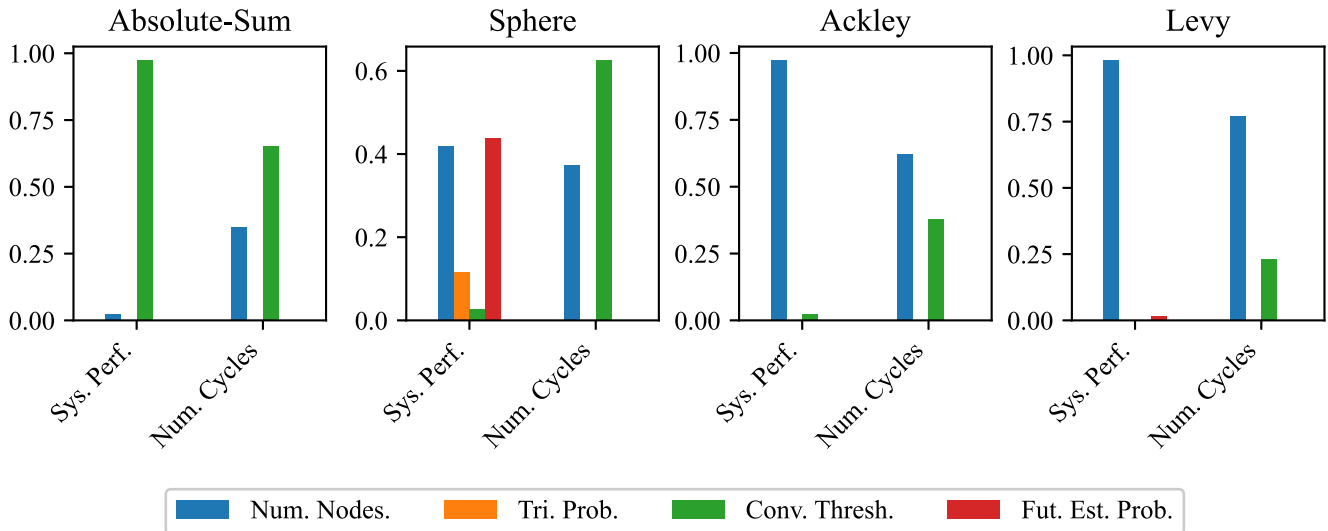 Absolute-Sum
1.00
0.75
0.50
0.25
0.00
Sys. Perf.
Num. Cycles
Sphere
0.6
0.4
0.2
0.0
Sys. Perf.
Num. Cycles
Ackley
1.00
0.75
0.50
0.25
0.00
Sys. Perf.
Num. Cycles
Levy
1.00
0.75
0.50
0.25
0.00
Sys. Perf.
Num. Cycles
Num. Nodes. Tri. Prob. Conv. Thresh. Fut. Est. Prob.